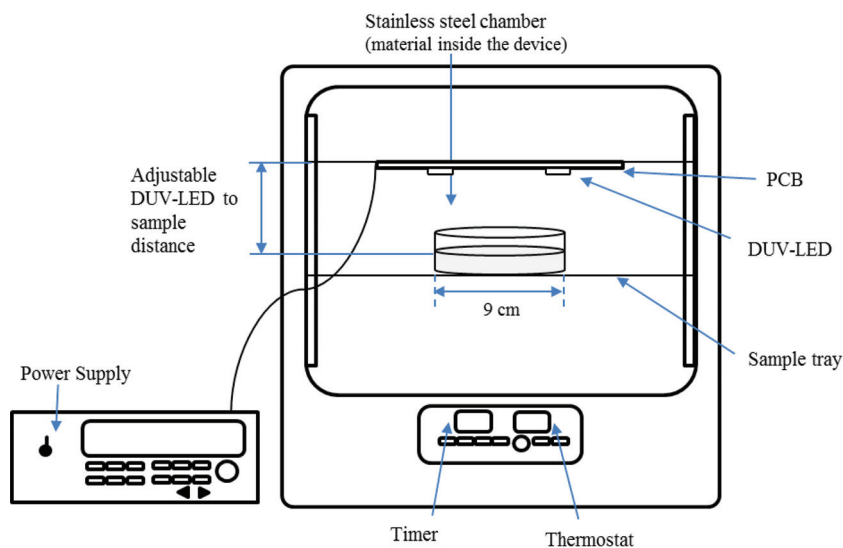 Stainless steel chamber
(material inside the device)
Adjustable
DUV-LED to
sample
distance
PCB
DUV-LED
9 cm
Sample tray
Power Supply
Timer
Thermostat